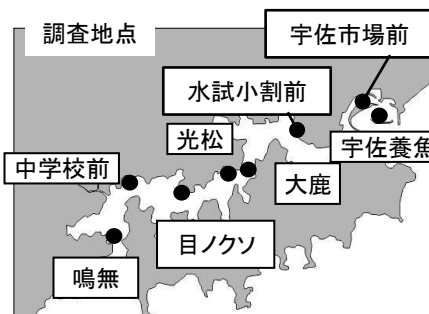 調査地点
宇佐市場前
水試小割前
光松
宇佐養魚
中学校前
大鹿
目ノクソ
鳴無